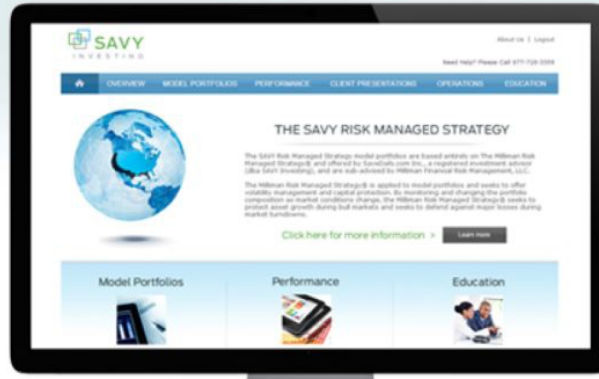 SAVY
INVESTING
About Us | Logout
Need Help? Please Call 877-728-3359
OVERVIEW MODEL PORTFOLIOS PERFORMANCE CLIENT PRESENTATIONS OPERATIONS EDUCATION
THE SAVY RISK MANAGED STRATEGY
The SAVY Risk Managed Strategy model portfolios are based entirely on The Milliman Risk
Managed Strategy® and offered by SaveDaily.com Inc., a registered investment advisor
(dba SAVY Investing), and are sub-advised by Milliman Financial Risk Management, LLC.
The Milliman Risk Managed Strategy® is applied to model portfolios and seeks to offer
volatility management and capital protection. By monitoring and changing the portfolio
composition as market conditions change, the Milliman Risk Managed Strategy® seeks to
protect asset growth during bull markets and seeks to defend against major losses during
market turndowns.
Click here for more information > Learn more
Model Portfolios Performance Education